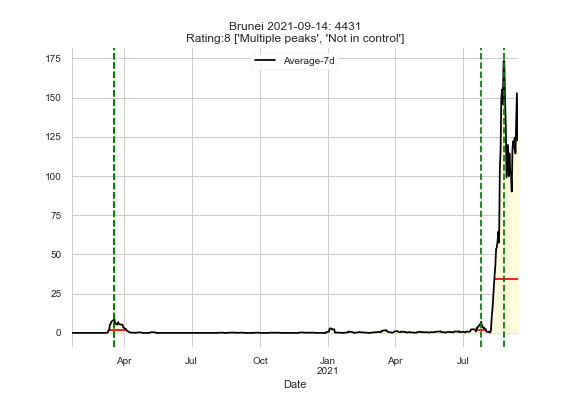 Brunei 2021-09-14: 4431
Rating:8 ['Multiple peaks', 'Not in control']
Average-7d
175
150
125
100
75
50
25
0
Apr
Jul
Oct
Jan
2021
Apr
Jul
Date